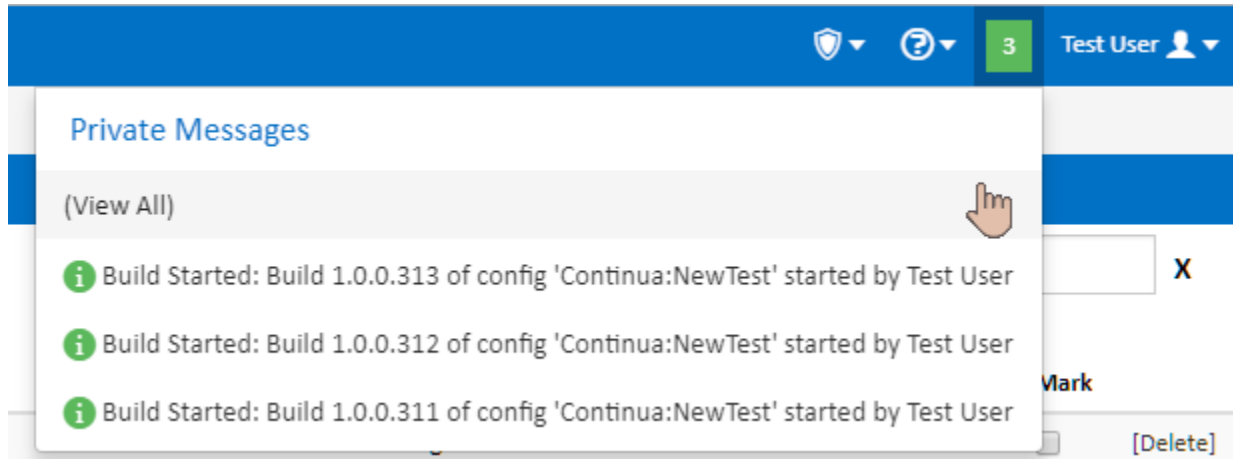 3 Test User
Private Messages
(View All)
Build Started: Build 1.0.0.313 of config 'Continua:NewTest' started by Test User
X
Build Started: Build 1.0.0.312 of config 'Continua:NewTest' started by Test User
Mark
Build Started: Build 1.0.0.311 of config 'Continua:NewTest' started by Test User
[Delete]